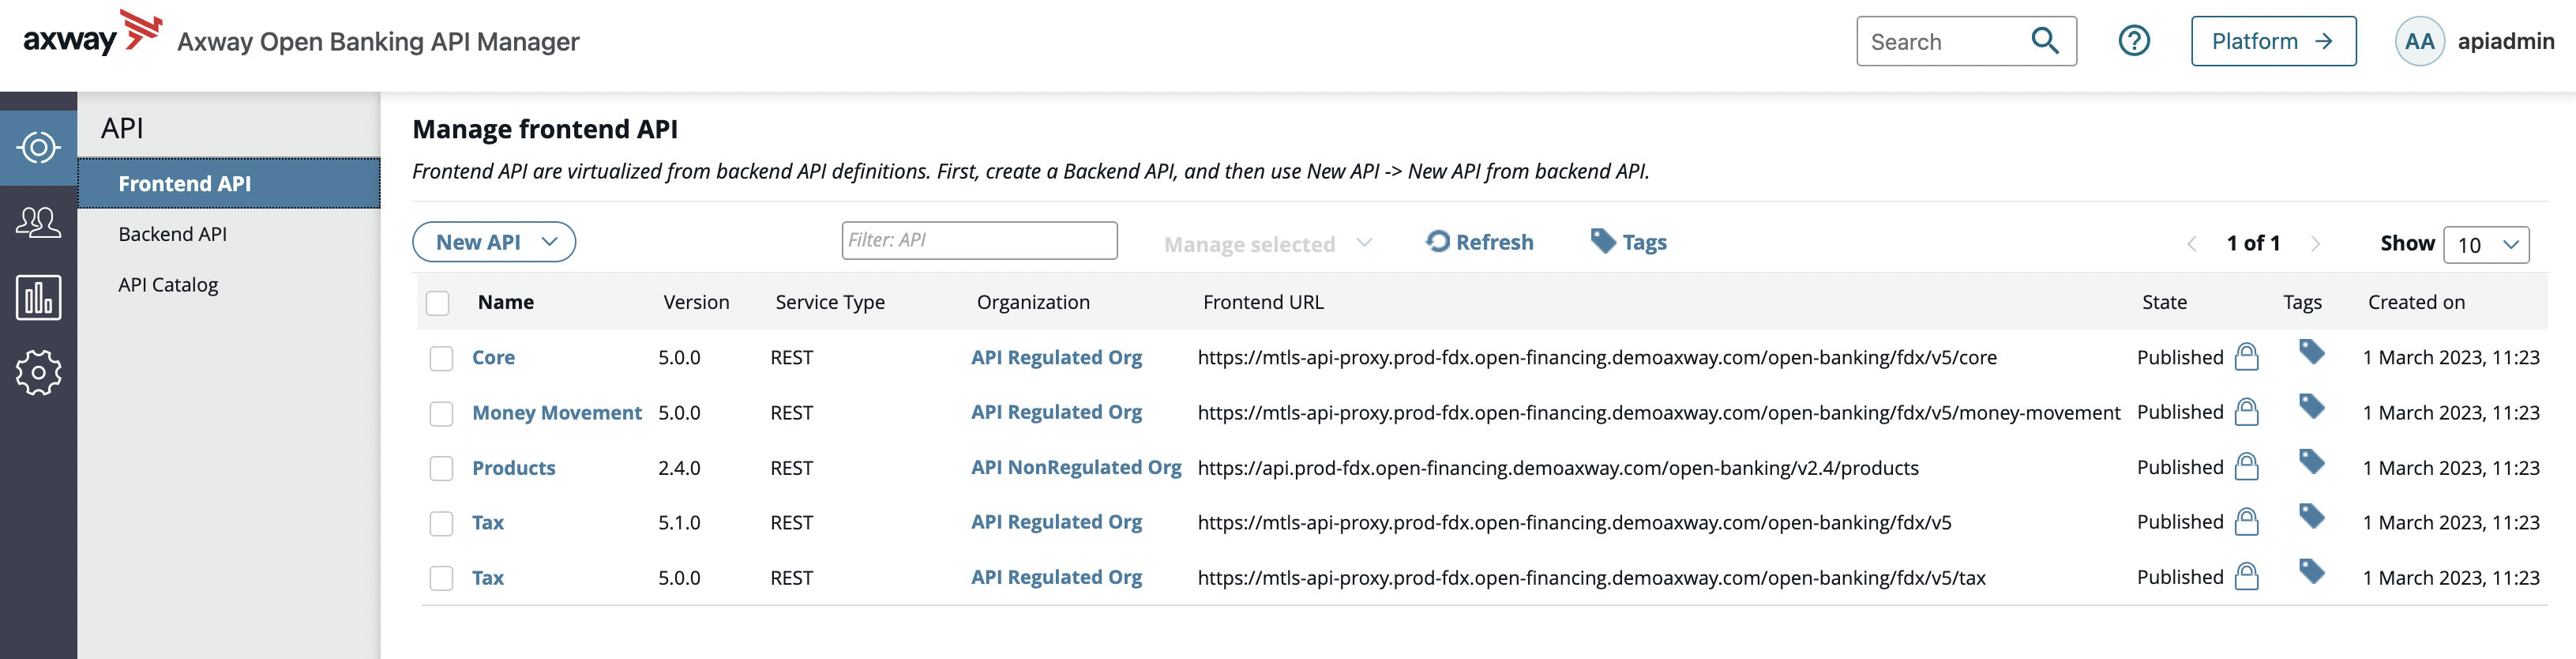 axway Axway Open Banking API Manager Search Platform → AA apiadmin
API
Frontend API
Backend API
API Catalog
Manage frontend API
Frontend API are virtualized from backend API definitions. First, create a Backend API, and then use New API -> New API from backend API.
New API Filter: API Manage selected Refresh Tags 1 of 1 Show 10
Name Version Service Type Organization Frontend URL State Tags Created on
Core 5.0.0 REST API Regulated Org https://mtls-api-proxy.prod-fdx.open-financing.demoaxway.com/open-banking/fdx/v5/core Published 1 March 2023, 11:23
Money Movement 5.0.0 REST API Regulated Org https://mtls-api-proxy.prod-fdx.open-financing.demoaxway.com/open-banking/fdx/v5/money-movement Published 1 March 2023, 11:23
Products 2.4.0 REST API NonRegulated Org https://api.prod-fdx.open-financing.demoaxway.com/open-banking/v2.4/products Published 1 March 2023, 11:23
Tax 5.1.0 REST API Regulated Org https://mtls-api-proxy.prod-fdx.open-financing.demoaxway.com/open-banking/fdx/v5 Published 1 March 2023, 11:23
Tax 5.0.0 REST API Regulated Org https://mtls-api-proxy.prod-fdx.open-financing.demoaxway.com/open-banking/fdx/v5/tax Published 1 March 2023, 11:23